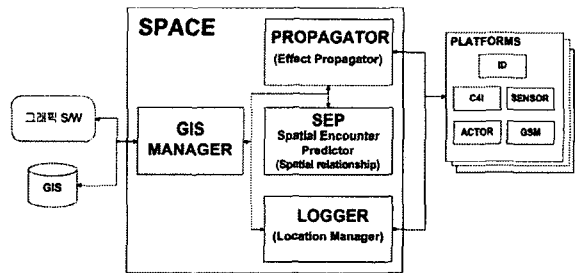 SPACE
PROPAGATOR
(Effect Propagator)
PLATFORMS
ID
C4I
SENSOR
ACTOR
GSM
그래픽 S/W
GIS
GIS
MANAGER
SEP
Spatial Encounter
Predictor
(Spatial relationship)
LOGGER
(Location Manager)